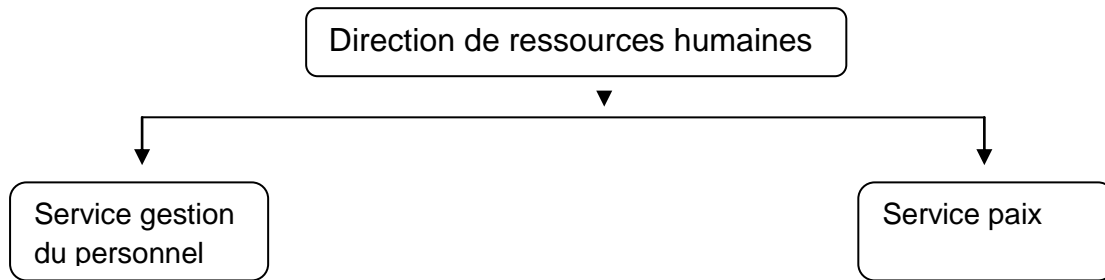 Direction de ressources humaines
Service gestion
du personnel
Service paix